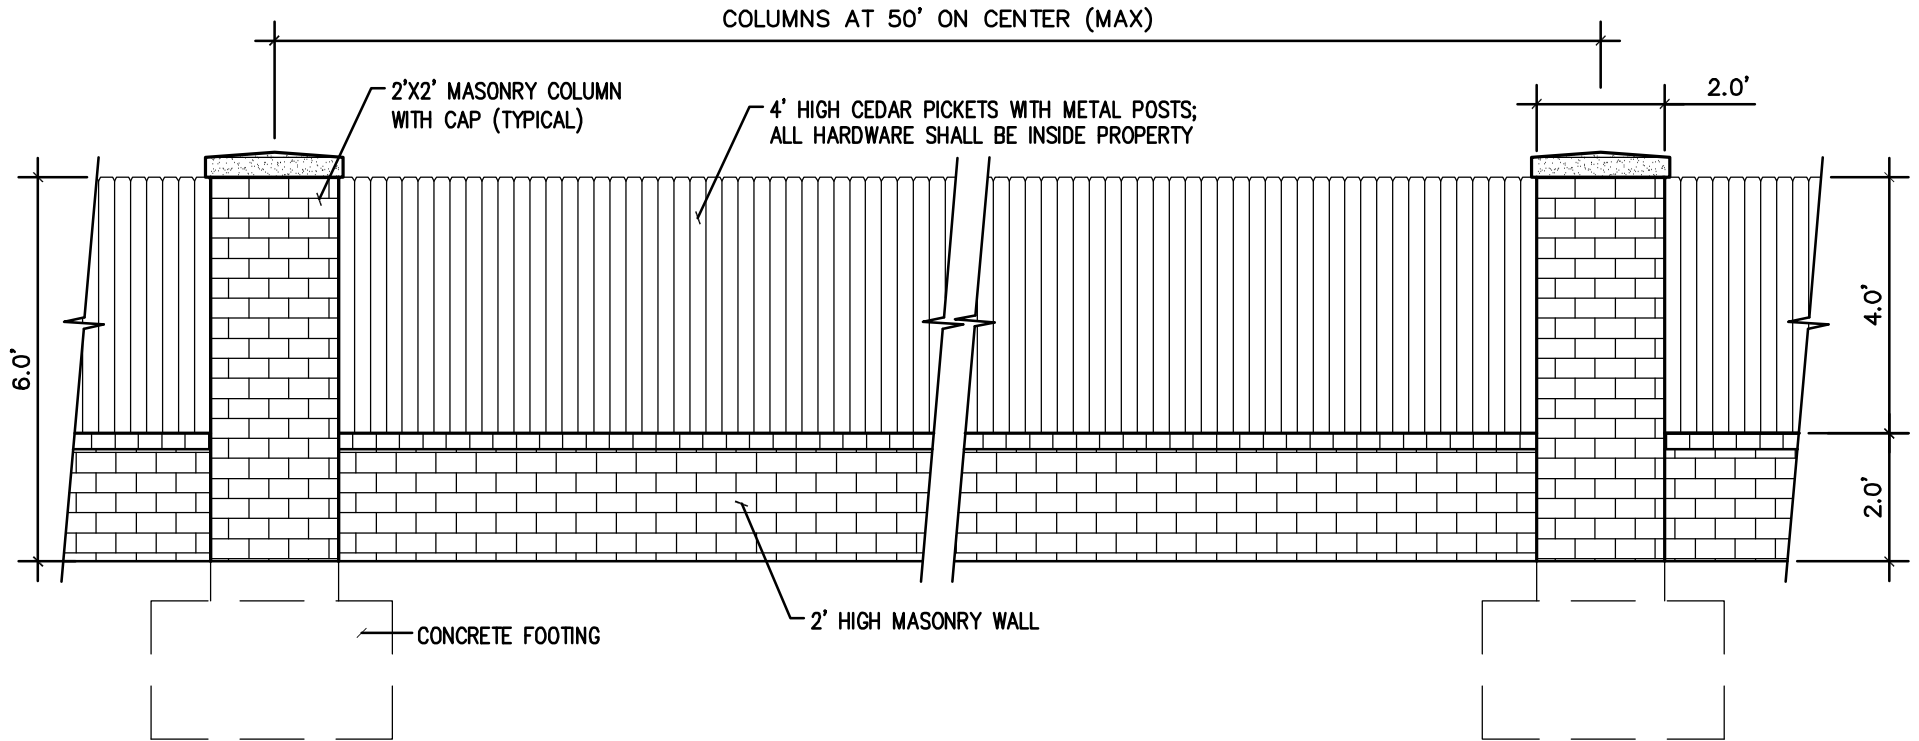 COLUMNS AT 50' ON CENTER (MAX)
2'X2' MASONRY COLUMN
WITH CAP (TYPICAL)
4' HIGH CEDAR PICKETS WITH METAL POSTS;
ALL HARDWARE SHALL BE INSIDE PROPERTY
2.0'
6.0'
4.0'
2.0'
2' HIGH MASONRY WALL
CONCRETE FOOTING